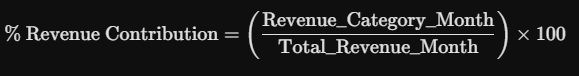 % Revenue Contribution = (Revenue_Category_Month / Total_Revenue_Month) × 100